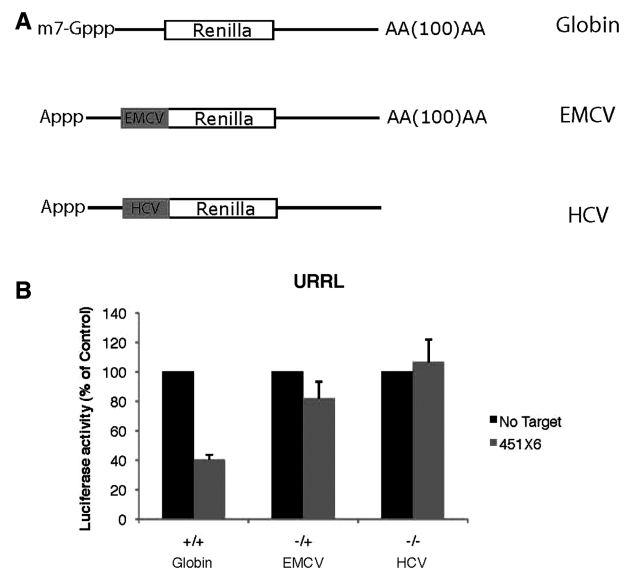 A
m7-Gppp Renilla AA(100)AA Globin
Appp EMCV Renilla AA(100)AA EMCV
Appp HCV Renilla HCV
B
URRL
Luciferase activity (% of Control)
140
120
100
80
60
40
20
0
+/+ -/+ -/-
Globin EMCV HCV
No Target
451X6